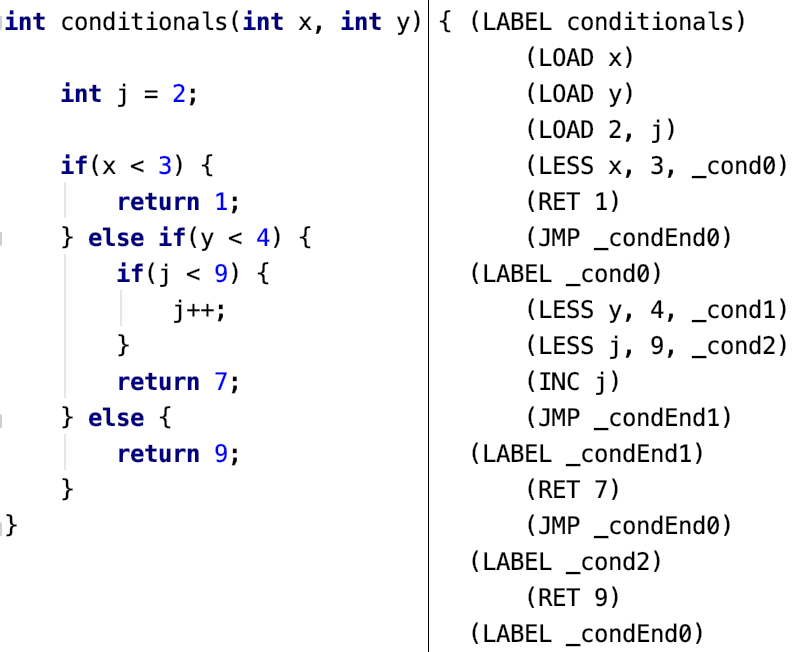 int conditionals(int x, int y) { (LABEL conditionals)
(LOAD x)
int j = 2; (LOAD y)
(LOAD 2, j)
if(x < 3) { (LESS x, 3, _cond0)
return 1; (RET 1)
} else if(y < 4) { (JMP _condEnd0)
if(j < 9) { (LABEL _cond0)
j++; (LESS y, 4, _cond1)
} (LESS j, 9, _cond2)
return 7; (INC j)
} else { (JMP _condEnd1)
return 9; (LABEL _condEnd1)
} (RET 7)
} (JMP _condEnd0)
(LABEL _cond2)
(RET 9)
(LABEL _condEnd0)